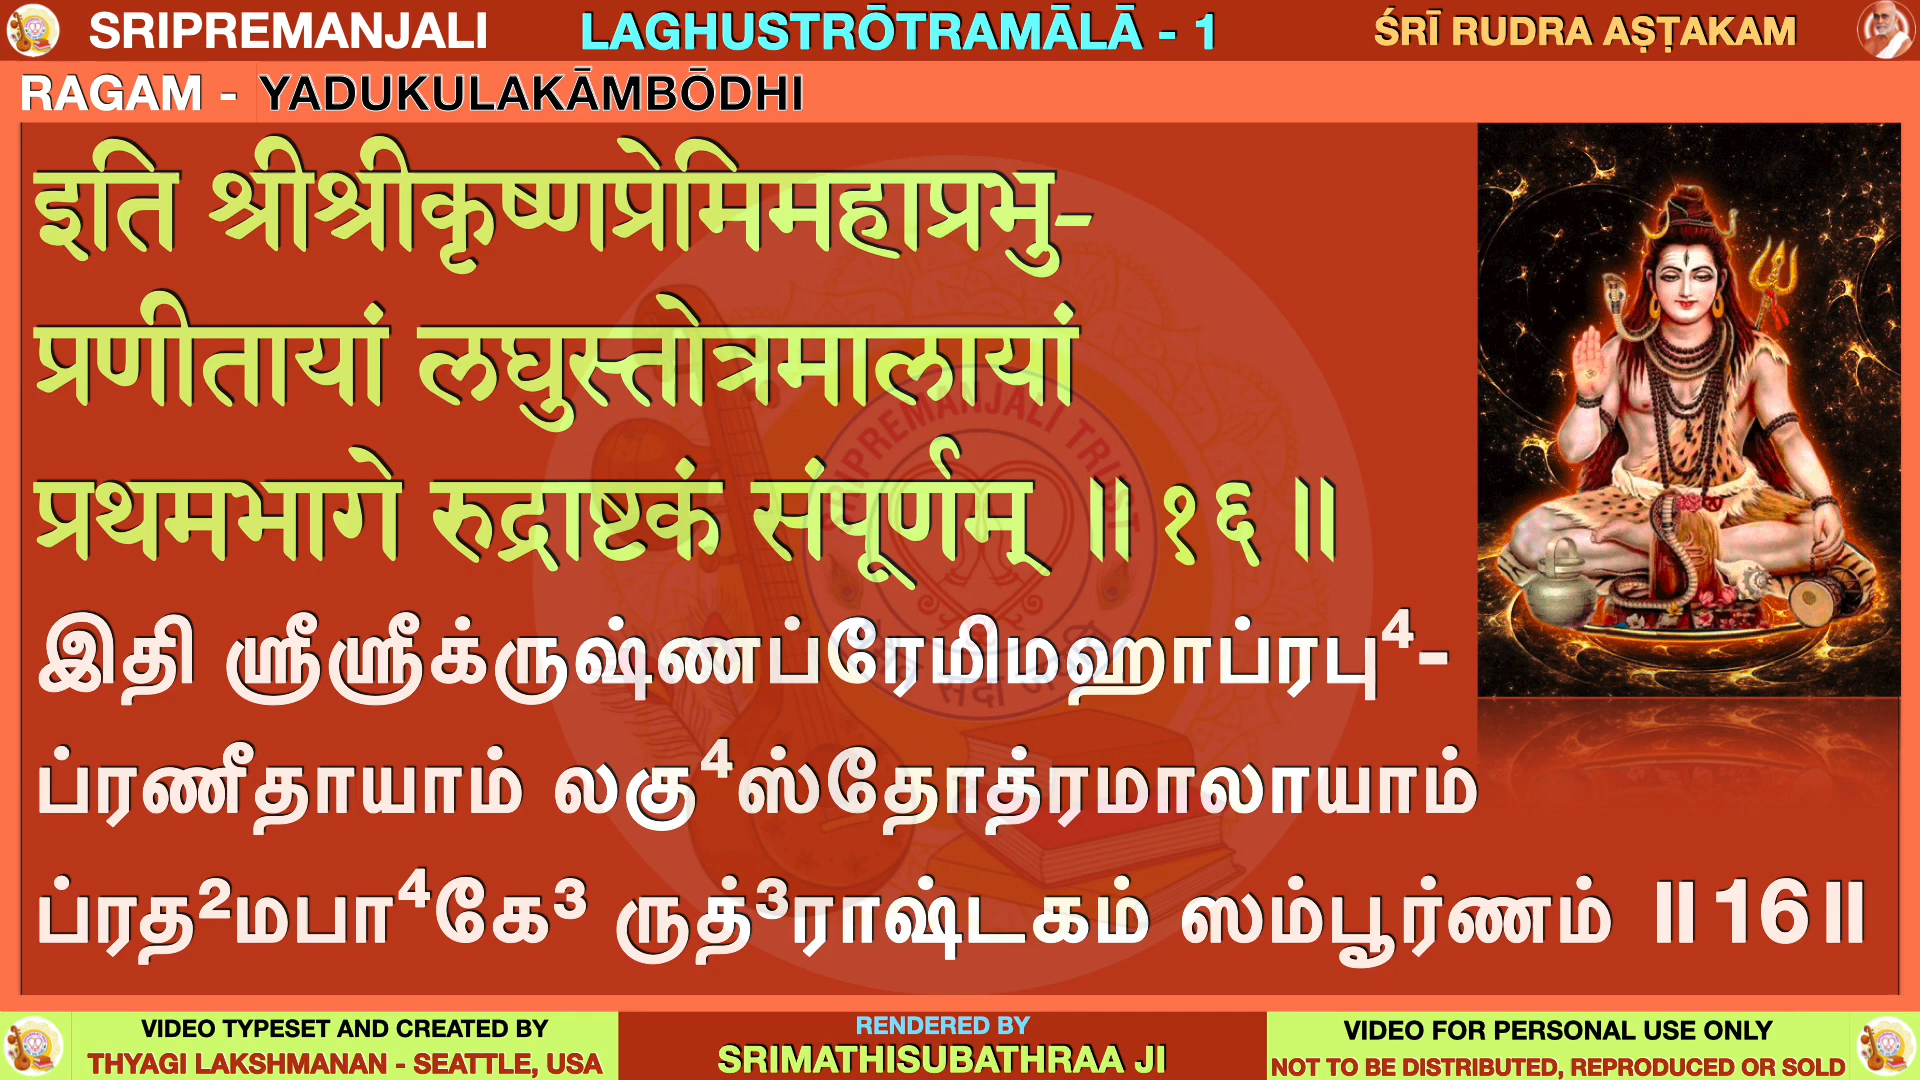 SRIPREMANJALI LAGHUSTRŌTRAMĀLĀ - 1 ŚRĪ RUDRA AṢṬAKAM
RAGAM - YADUKULAKĀMBŌDHI
इति श्रीश्रीकृष्णप्रेमिमहाप्रभु-
प्रणीतायां लघुस्तोत्रमालायां
प्रथमभागे रुद्राष्टकं संपूर्णम् ॥ १६ ॥
இதி ஸ்ரீஸ்ரீக்ருஷ்ணப்ரேமிமஹாப்ரபு⁴-
ப்ரணீதாயாம் லகு⁴ஸ்தோத்ரமாலாயாம்
ப்ரத²மபா⁴கே³ ருத்³ராஷ்டகம் ஸம்பூர்ணம் ॥16॥
SRIPREMANJALI TRUST
VIDEO TYPESET AND CREATED BY
THYAGI LAKSHMANAN - SEATTLE, USA
RENDERED BY
SRIMATHISUBATHRAA JI
VIDEO FOR PERSONAL USE ONLY
NOT TO BE DISTRIBUTED, REPRODUCED OR SOLD